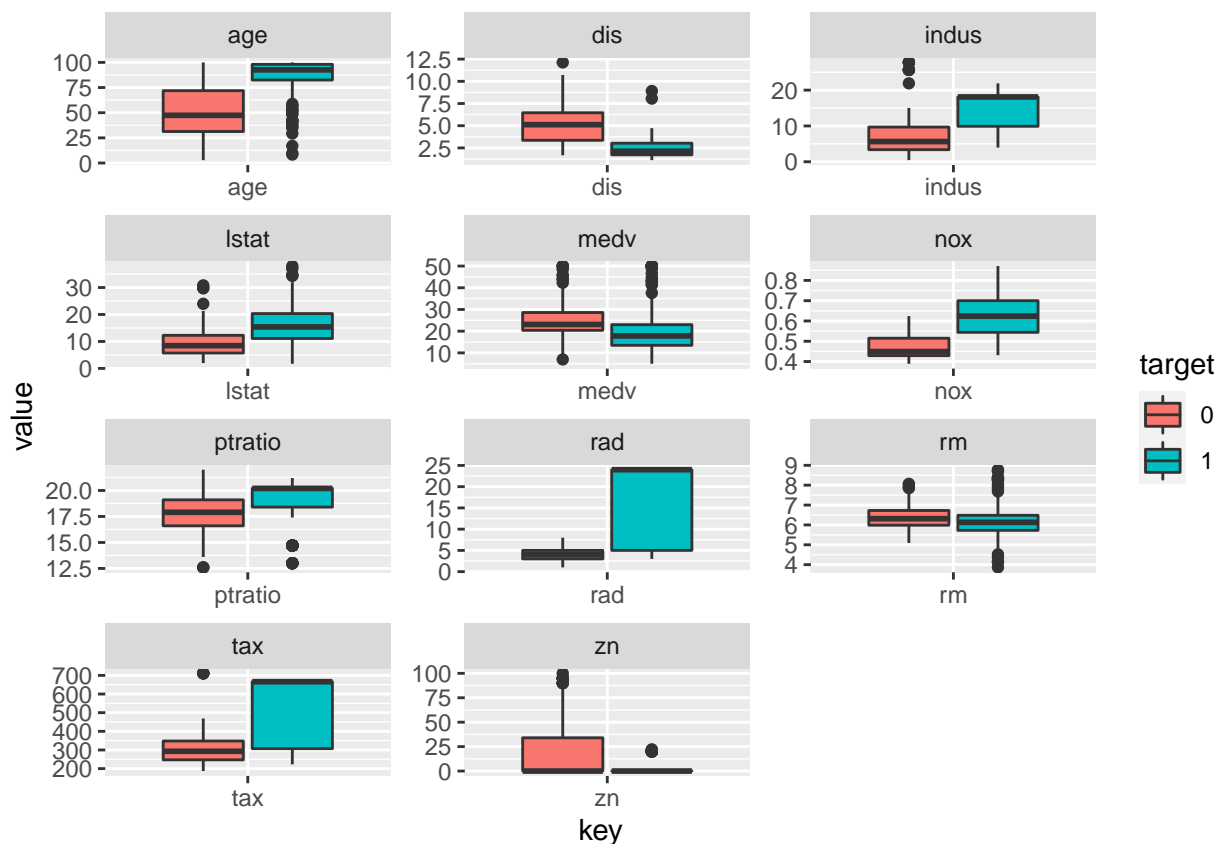 age
100
75
50
25
0
age
dis
12.5
10.0
7.5
5.0
2.5
dis
indus
20
10
0
indus
lstat
30
20
10
0
lstat
medv
50
40
30
20
10
medv
nox
0.8
0.7
0.6
0.5
0.4
nox
ptratio
20.0
17.5
15.0
12.5
ptratio
rad
25
20
15
10
5
0
rad
rm
9
8
7
6
5
4
rm
tax
700
600
500
400
300
200
tax
zn
100
75
50
25
0
zn
value
key
target
0
1